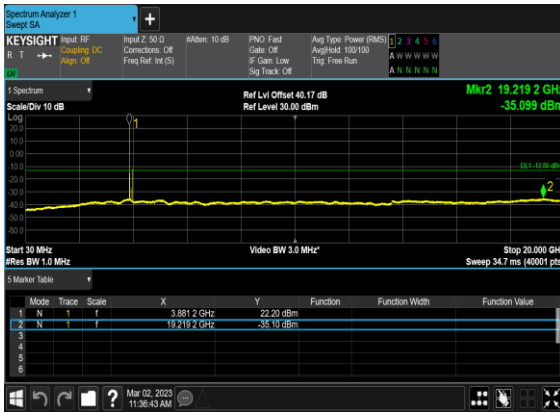 Spectrum Analyzer 1
Swept SA
+
KEYSIGHT
R T
LW
Input: RF
Coupling: DC
Align: Off
Input Z: 50 Ω
Corrections: Off
Freq Ref: Int (S)
#Atten: 10 dB
PNO: Fast
Gate: Off
IF Gain: Low
Sig Track: Off
Avg Type: Power (RMS)
Avg|Hold: 100/100
Trig: Free Run
1 2 3 4 5 6
A W W W W W
A N N N N N
1 Spectrum
Scale/Div 10 dB
Ref Lvl Offset 40.17 dB
Ref Level 30.00 dBm
Mkr2 19.219 2 GHz
-35.099 dBm
Log
20.0
10.0
0.00
-10.0
-20.0
-30.0
-40.0
-50.0
-60.0
1
DL1 -13.00 dBm
2
Start 30 MHz
#Res BW 1.0 MHz
Video BW 3.0 MHz*
Stop 20.000 GH
Sweep 34.7 ms (40001 pts
5 Marker Table
Mode Trace Scale X Y Function Function Width Function Value
1 N 1 f 3.881 2 GHz 22.20 dBm
2 N 1 f 19.219 2 GHz -35.10 dBm
3
4
5
6
?
Mar 02, 2023
11:36:43 AM